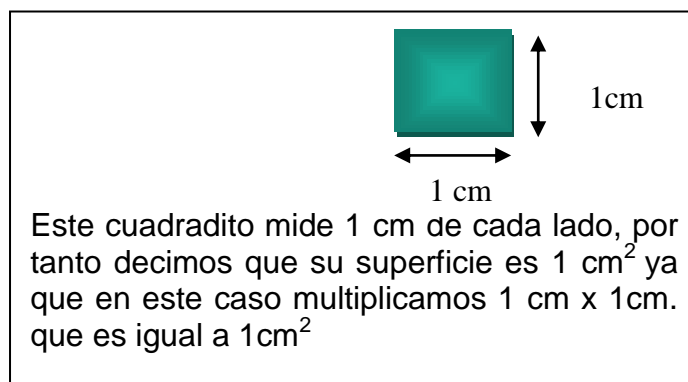 1cm
1 cm
Este cuadradito mide 1 cm de cada lado, por
tanto decimos que su superficie es 1 cm² ya
que en este caso multiplicamos 1 cm x 1cm.
que es igual a 1cm²